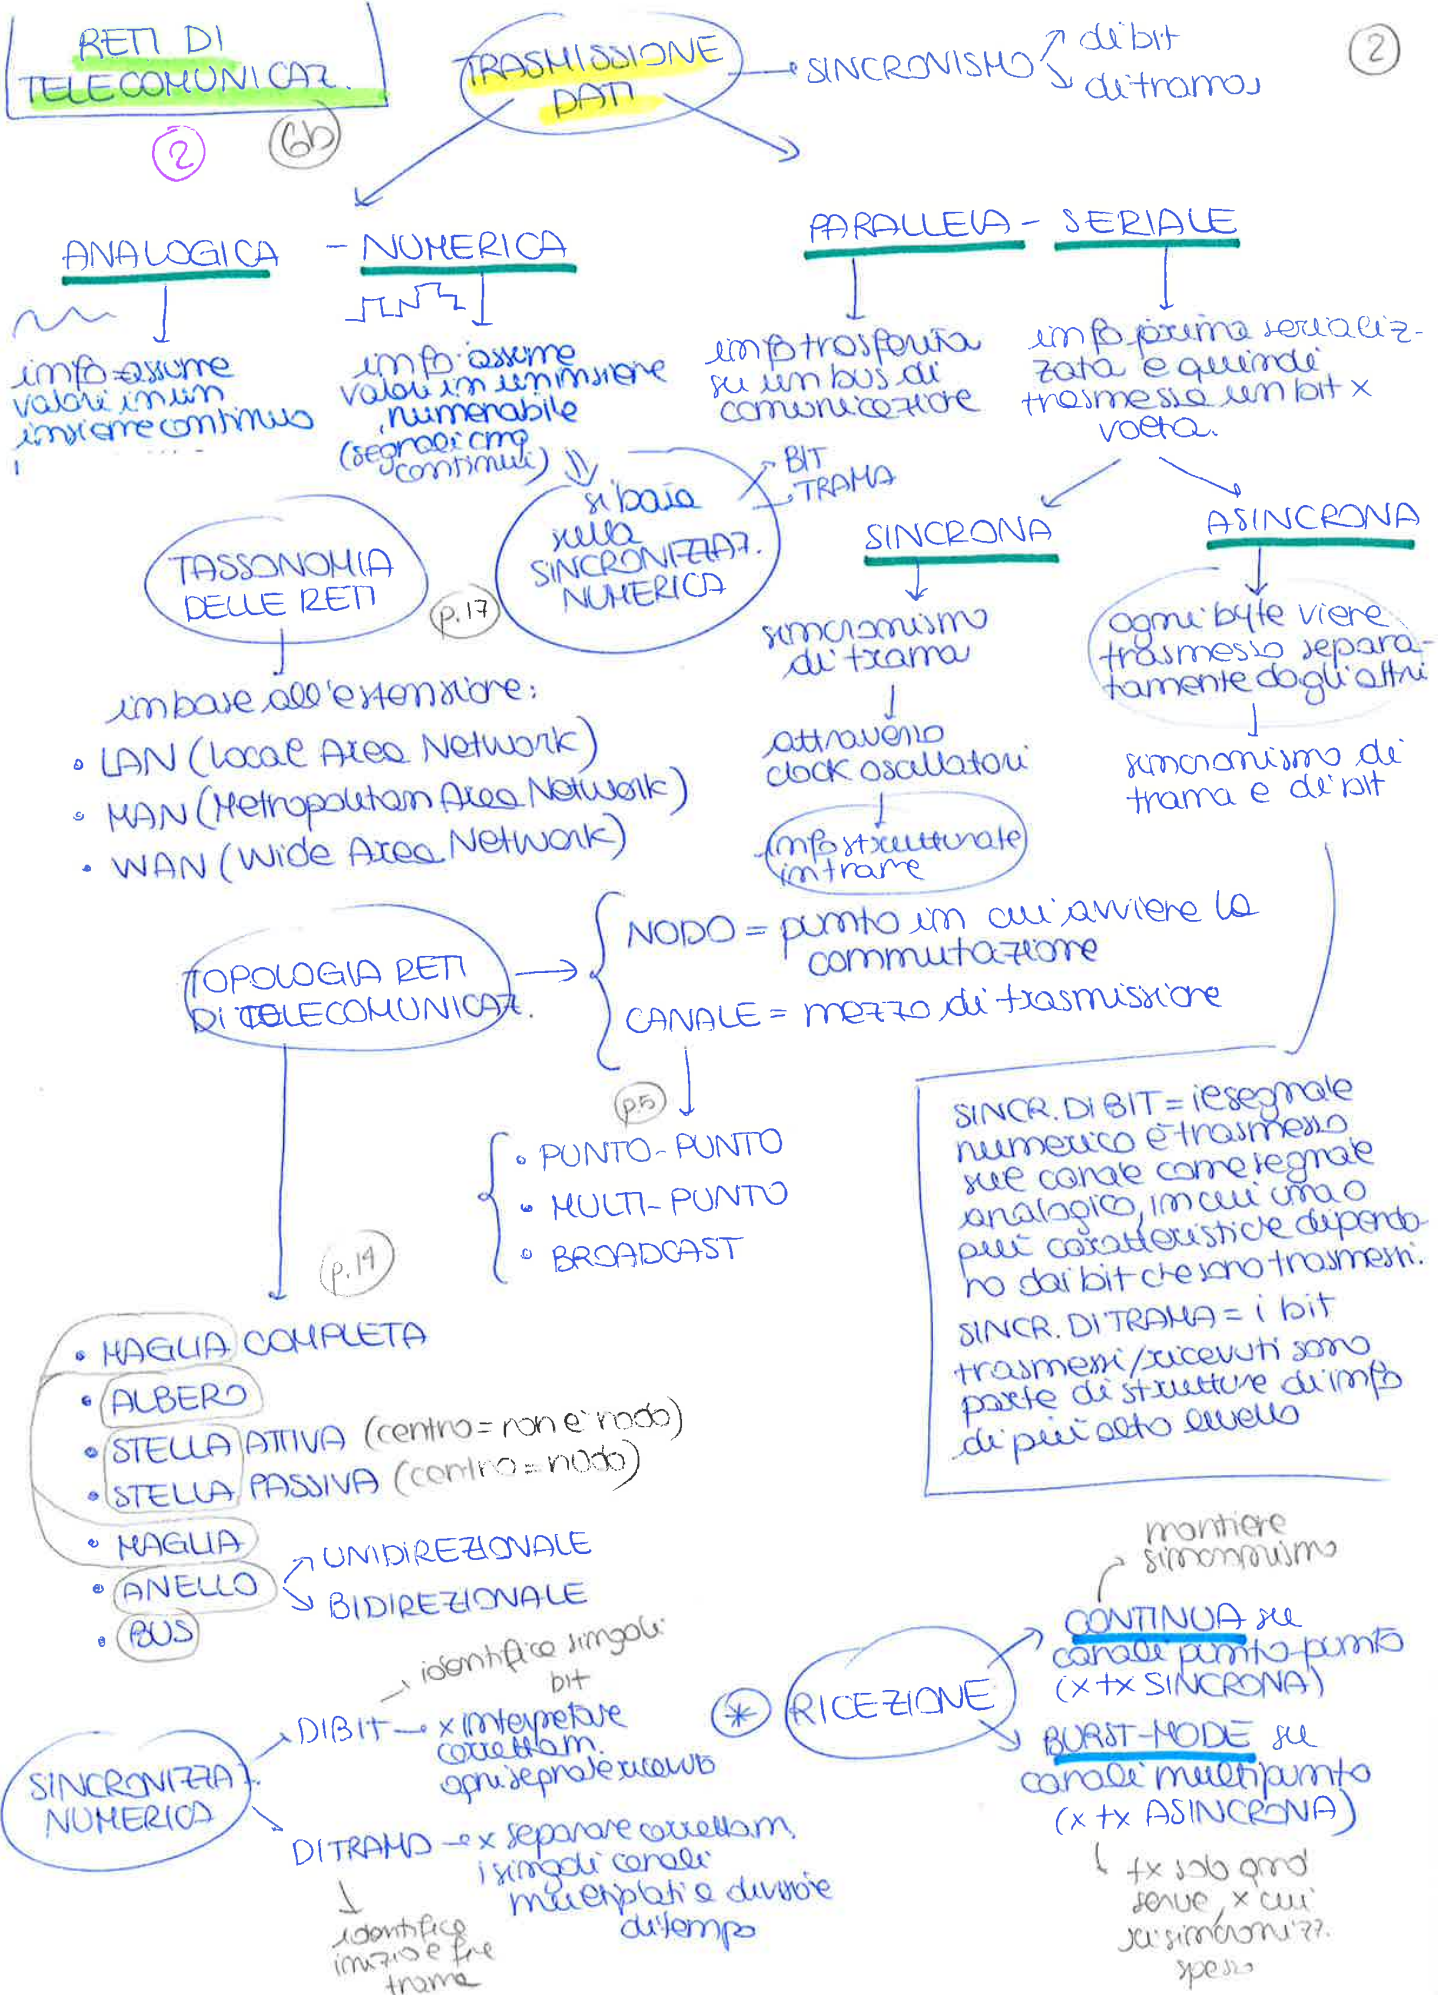 RETI DI
TELECOMUNICAZ.
2
6b
TRASMISSIONE
DATI
SINCRONISMO
di bit
di trama
2
ANALOGICA - NUMERICA
info assume
valori in un
insieme continuo
info assume
valori in un insieme
numerabile
(segnali cmq
continui)
si basa
sulla
SINCRONIZZAZ.
NUMERICA
BIT
TRAMA
PARALLELA - SERIALE
info trasferita
su un bus di
comunicazione
info prima serializ-
zata e quindi
trasmessa un bit x
volta.
SINCRONA
sincronismo
di trama
attraverso
clock oscillatori
info strutturate
in trame
ASINCRONA
ogni byte viene
trasmesso separa-
tamente dagli altri
sincronismo di
trama e di bit
TASSONOMIA
DELLE RETI
p.17
in base all'estensione:
• LAN (Local Area Network)
• MAN (Metropolitan Area Network)
• WAN (Wide Area Network)
TOPOLOGIA RETI
DI TELECOMUNICAZ.
NODO = punto in cui avviene la
commutazione
CANALE = mezzo di trasmissione
p.5
• PUNTO-PUNTO
• MULTI-PUNTO
• BROADCAST
p.14
• MAGLIA COMPLETA
• ALBERO
• STELLA ATTIVA (centro = non è nodo)
• STELLA PASSIVA (centro = nodo)
• MAGLIA
• ANELLO
UNIDIREZIONALE
BIDIREZIONALE
• BUS
SINCR. DI BIT = il segnale
numerico è trasmesso
sul canale come segnale
analogico, in cui una o
più caratteristiche dipendo-
no dai bit che sono trasmessi.
SINCR. DI TRAMA = i bit
trasmessi/ricevuti sono
parte di strutture di info
di più alto livello
SINCRONIZZAZ.
NUMERICA
identifica singoli
bit
DI BIT → x interpretare
correttam.
ogni segnale ricevuto
DI TRAMA → x separare correttam.
i singoli canali
multiplati a divisione
di tempo
identifica
inizio e fine
trama
* RICEZIONE
mantiene
sincronismo
CONTINUA su
canali punto-punto
(x tx SINCRONA)
BURST-MODE su
canali multipunto
(x tx ASINCRONA)
tx solo qnd
serve, x cui
si sincronizz.
spesso